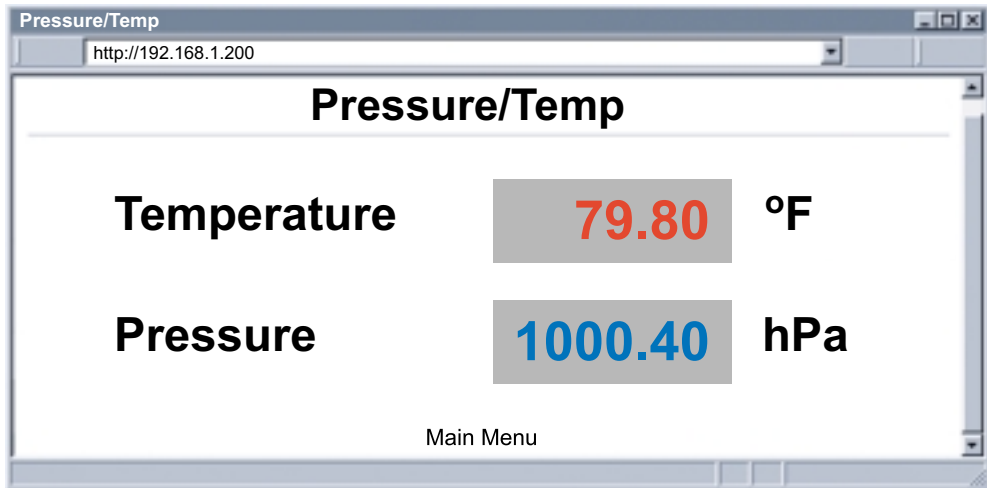 Pressure/Temp
http://192.168.1.200
Pressure/Temp
Temperature 79.80 ºF
Pressure 1000.40 hPa
Main Menu